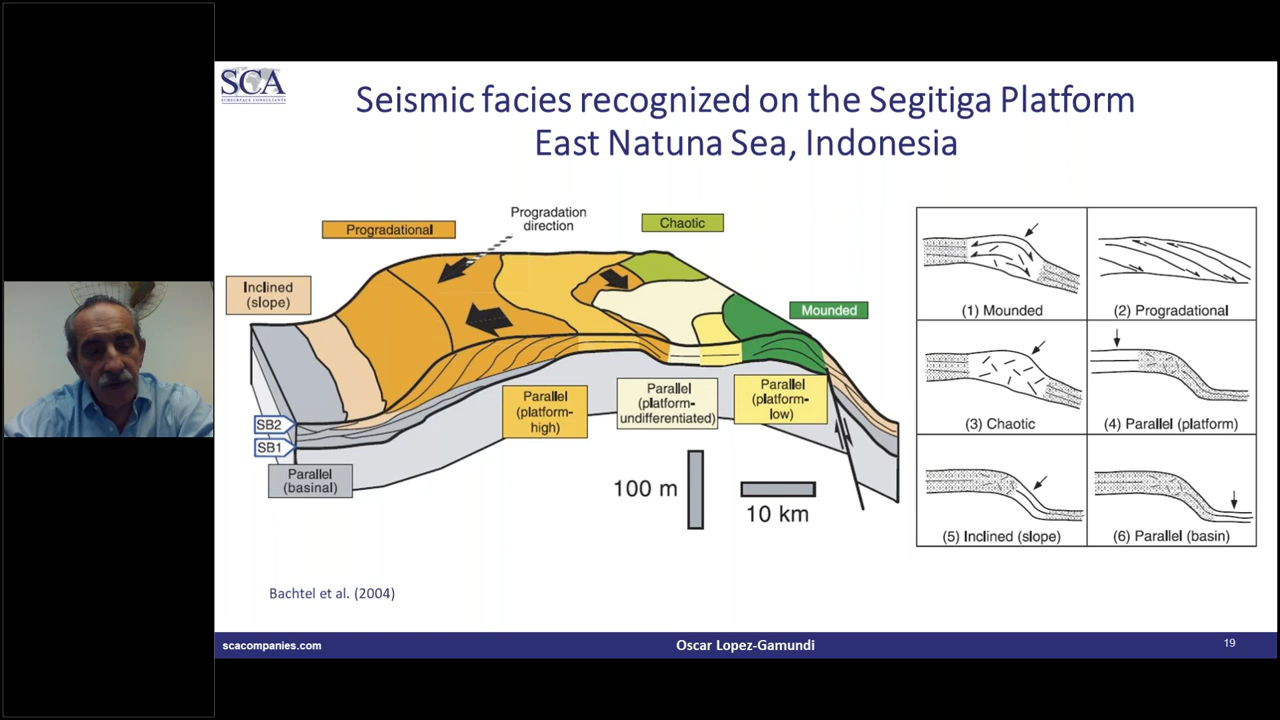 SCA
SUBSURFACE CONSULTANTS
Seismic facies recognized on the Segitiga Platform
East Natuna Sea, Indonesia
Progradational
Progradation
direction
Chaotic
Inclined
(slope)
Mounded
Parallel
(platform-
high)
Parallel
(platform-
undifferentiated)
Parallel
(platform-
low)
SB2
SB1
Parallel
(basinal)
100 m
10 km
(1) Mounded
(2) Progradational
(3) Chaotic
(4) Parallel (platform)
(5) Inclined (slope)
(6) Parallel (basin)
Bachtel et al. (2004)
scacompanies.com
Oscar Lopez-Gamundi
19